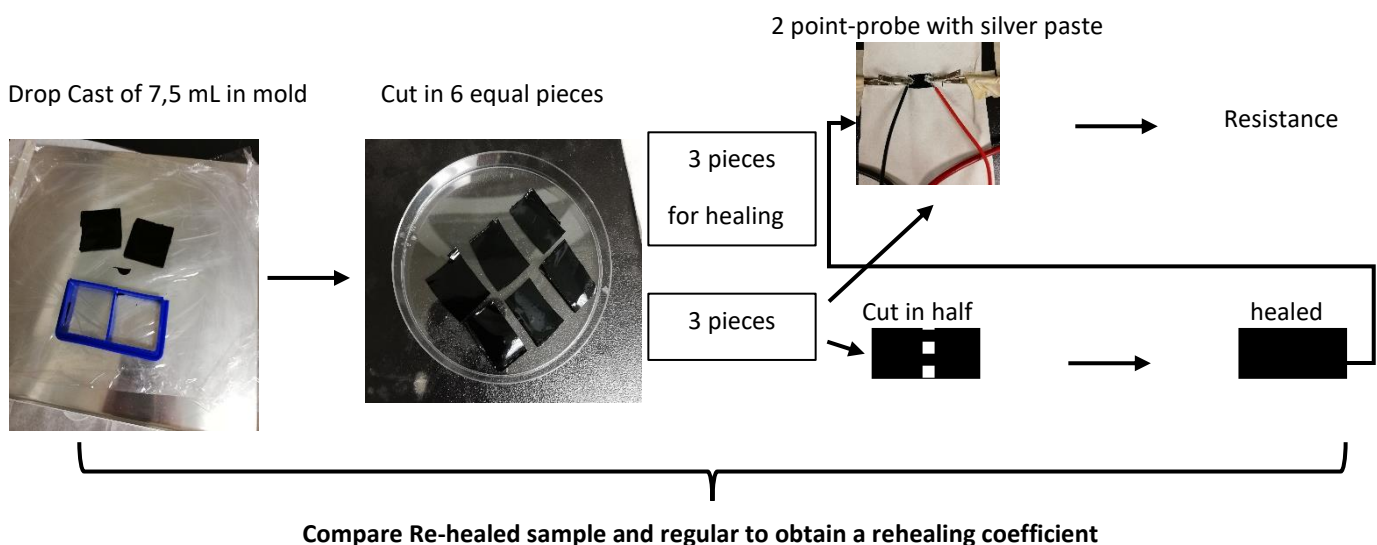 2 point-probe with silver paste
Drop Cast of 7,5 mL in mold
Cut in 6 equal pieces
3 pieces
for healing
Resistance
3 pieces
Cut in half
healed
Compare Re-healed sample and regular to obtain a rehealing coefficient